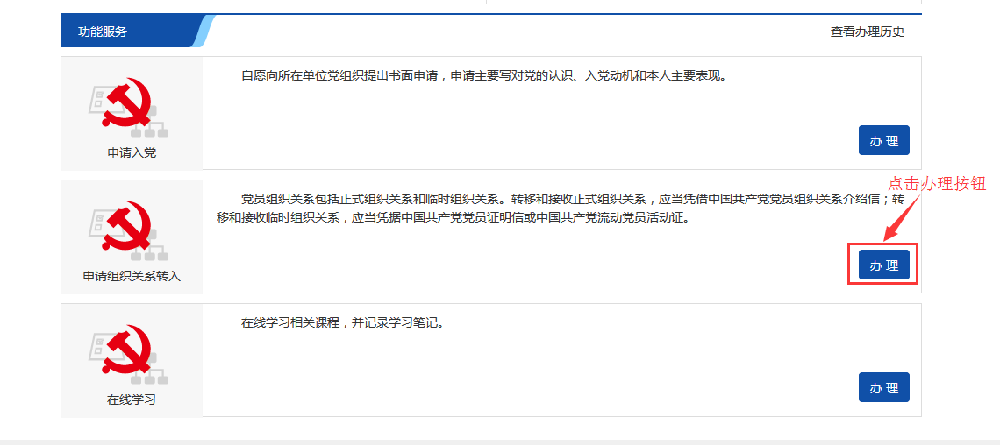 功能服务
查看办理历史
自愿向所在单位党组织提出书面申请，申请主要写对党的认识、入党动机和本人主要表现。
办 理
申请入党
点击办理按钮
党员组织关系包括正式组织关系和临时组织关系。转移和接收正式组织关系，应当凭借中国共产党党员组织关系介绍信；转
移和接收临时组织关系，应当凭据中国共产党党员证明信或中国共产党流动党员活动证。
办 理
申请组织关系转入
在线学习相关课程，并记录学习笔记。
办 理
在线学习